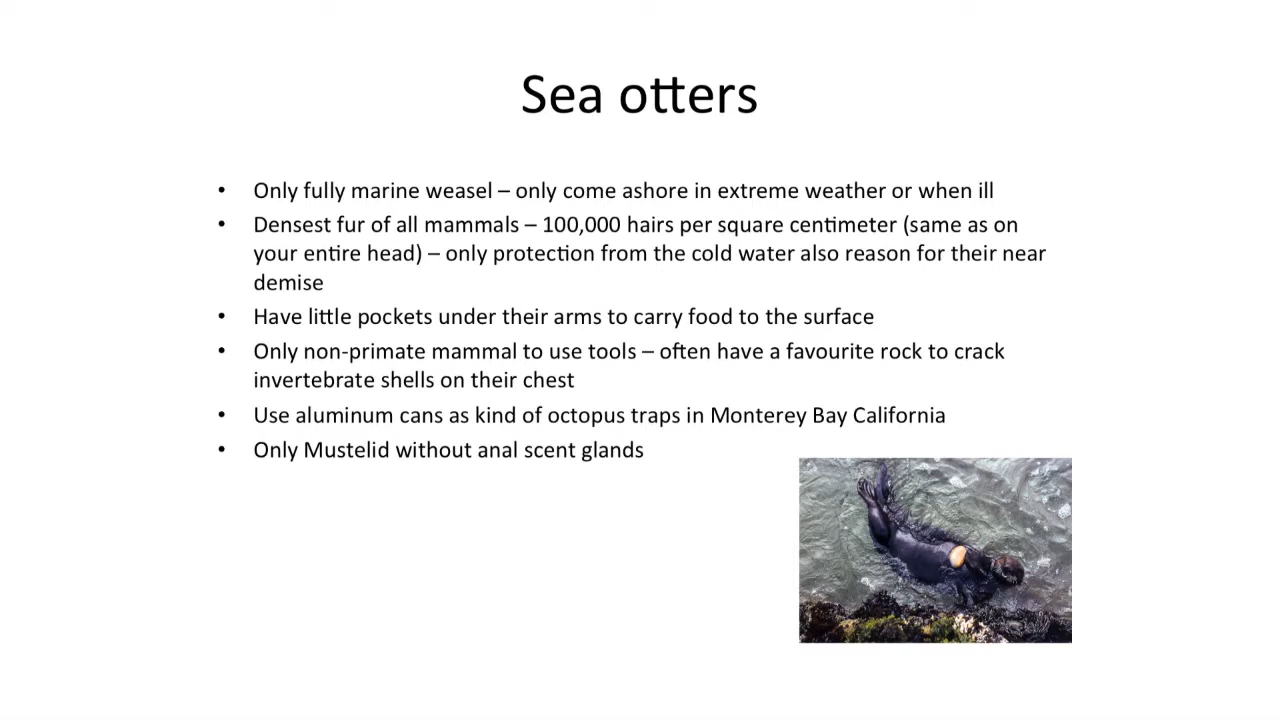 Sea otters
• Only fully marine weasel – only come ashore in extreme weather or when ill
• Densest fur of all mammals – 100,000 hairs per square centimeter (same as on
your entire head) – only protection from the cold water also reason for their near
demise
• Have little pockets under their arms to carry food to the surface
• Only non-primate mammal to use tools – often have a favourite rock to crack
invertebrate shells on their chest
• Use aluminum cans as kind of octopus traps in Monterey Bay California
• Only Mustelid without anal scent glands